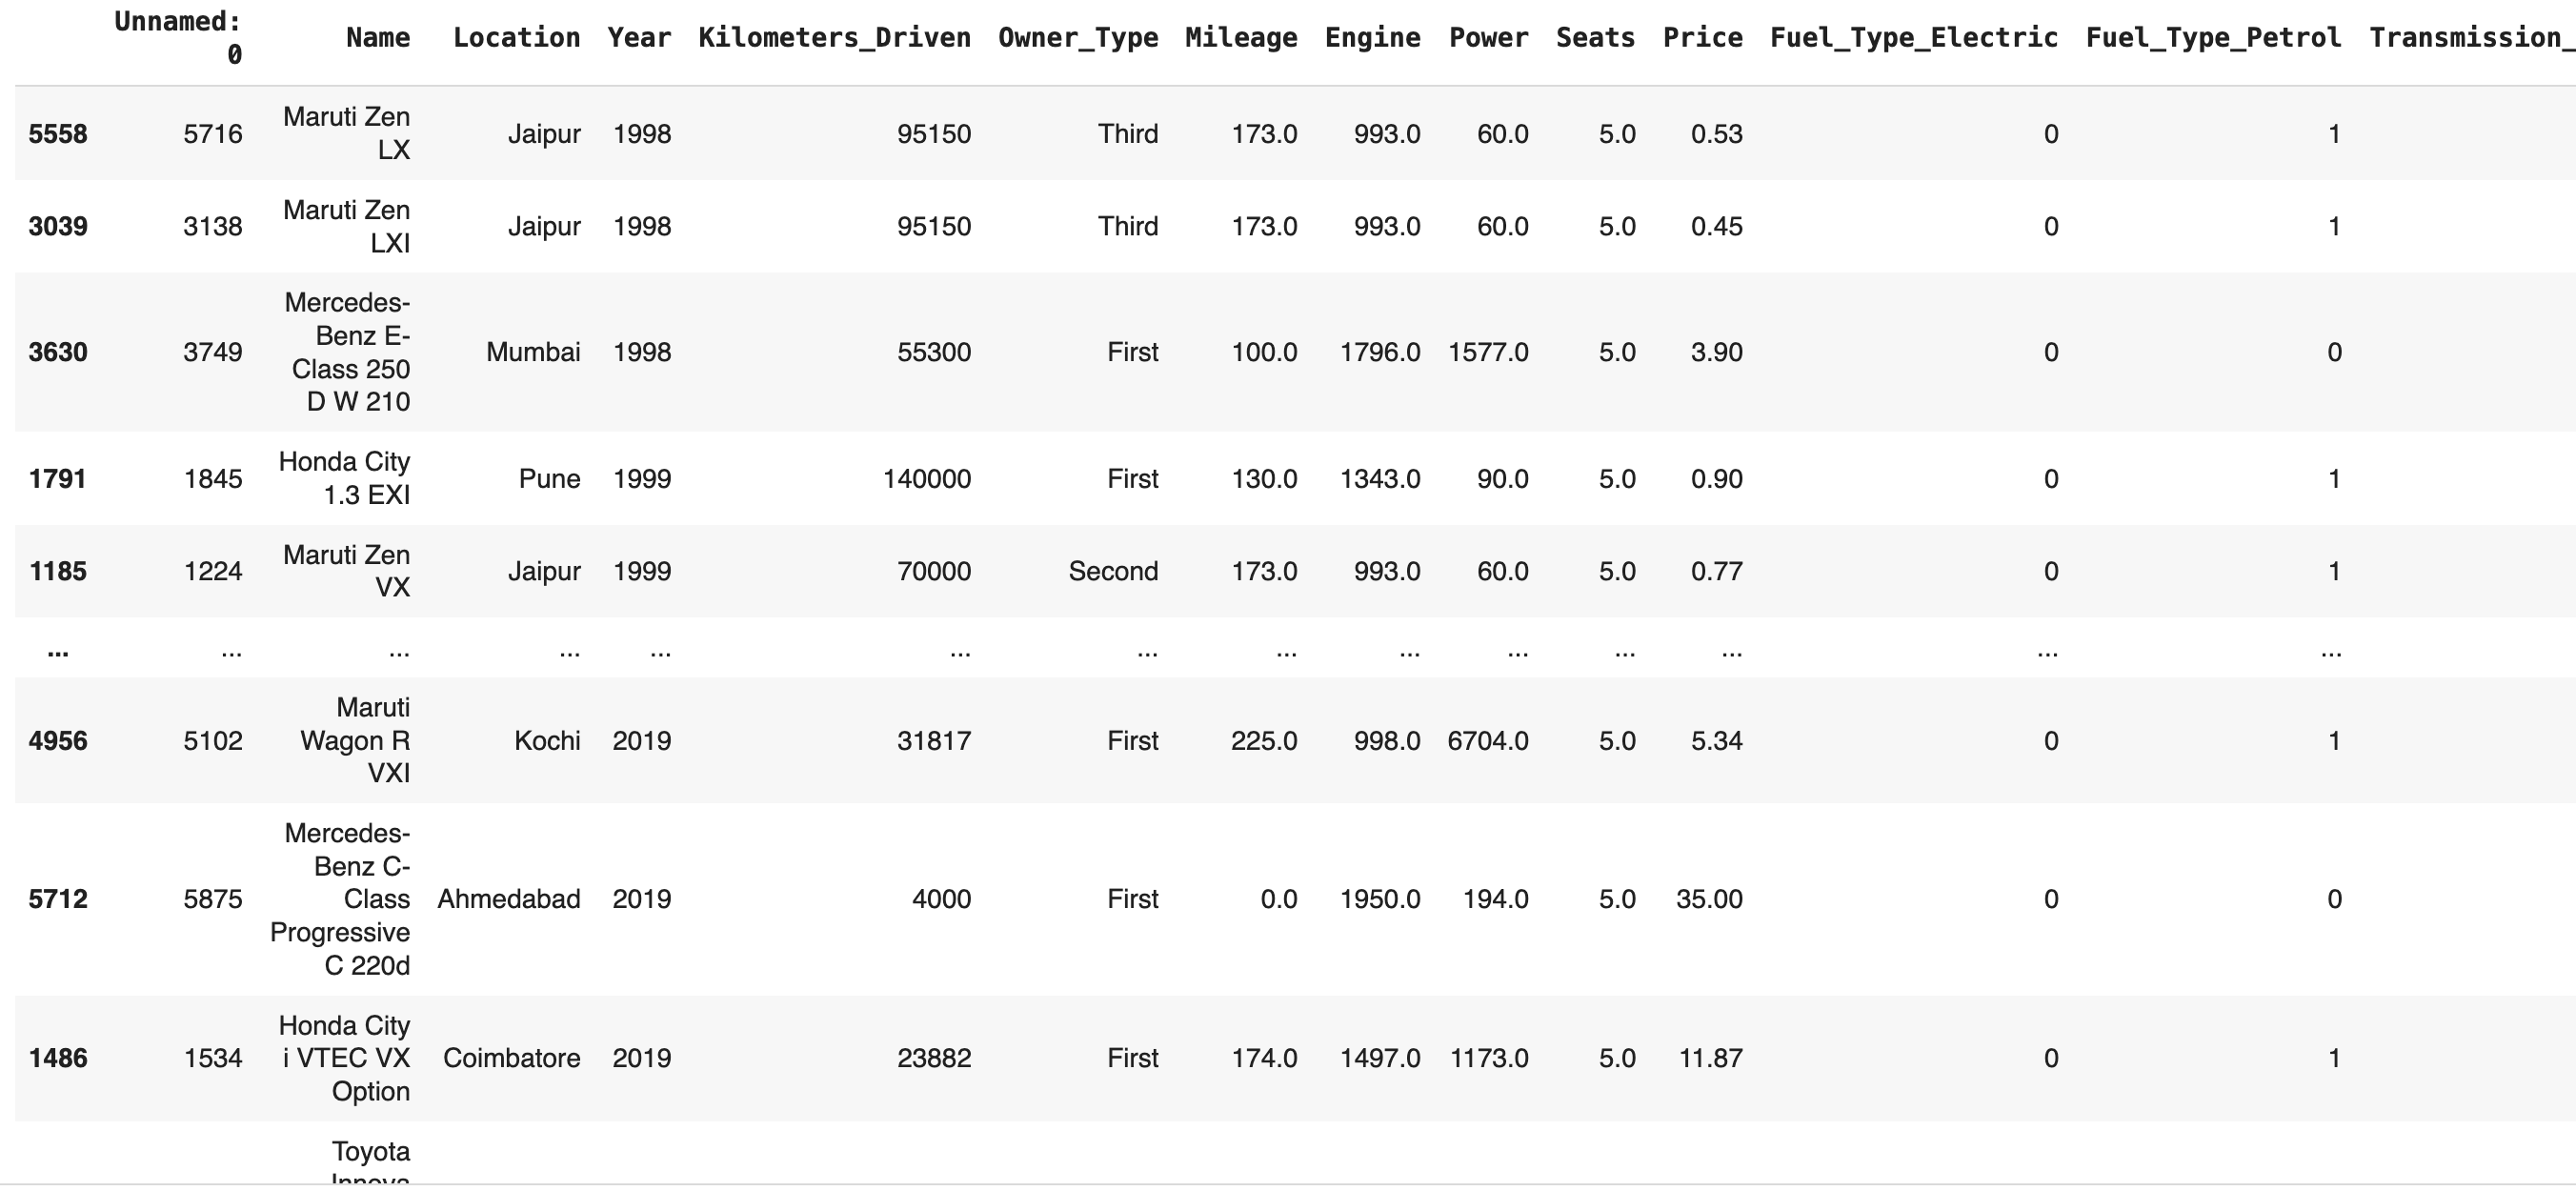 Unnamed: 0 Name Location Year Kilometers_Driven Owner_Type Mileage Engine Power Seats Price Fuel_Type_Electric Fuel_Type_Petrol Transmission_
5558 5716 Maruti Zen LX Jaipur 1998 95150 Third 173.0 993.0 60.0 5.0 0.53 0 1
3039 3138 Maruti Zen LXI Jaipur 1998 95150 Third 173.0 993.0 60.0 5.0 0.45 0 1
3630 3749 Mercedes-Benz E-Class 250 D W 210 Mumbai 1998 55300 First 100.0 1796.0 1577.0 5.0 3.90 0 0
1791 1845 Honda City 1.3 EXI Pune 1999 140000 First 130.0 1343.0 90.0 5.0 0.90 0 1
1185 1224 Maruti Zen VX Jaipur 1999 70000 Second 173.0 993.0 60.0 5.0 0.77 0 1
... ... ... ... ... ... ... ... ... ... ... ... ... ...
4956 5102 Maruti Wagon R VXI Kochi 2019 31817 First 225.0 998.0 6704.0 5.0 5.34 0 1
5712 5875 Mercedes-Benz C-Class Progressive C 220d Ahmedabad 2019 4000 First 0.0 1950.0 194.0 5.0 35.00 0 0
1486 1534 Honda City i VTEC VX Option Coimbatore 2019 23882 First 174.0 1497.0 1173.0 5.0 11.87 0 1
Toyota
Innova